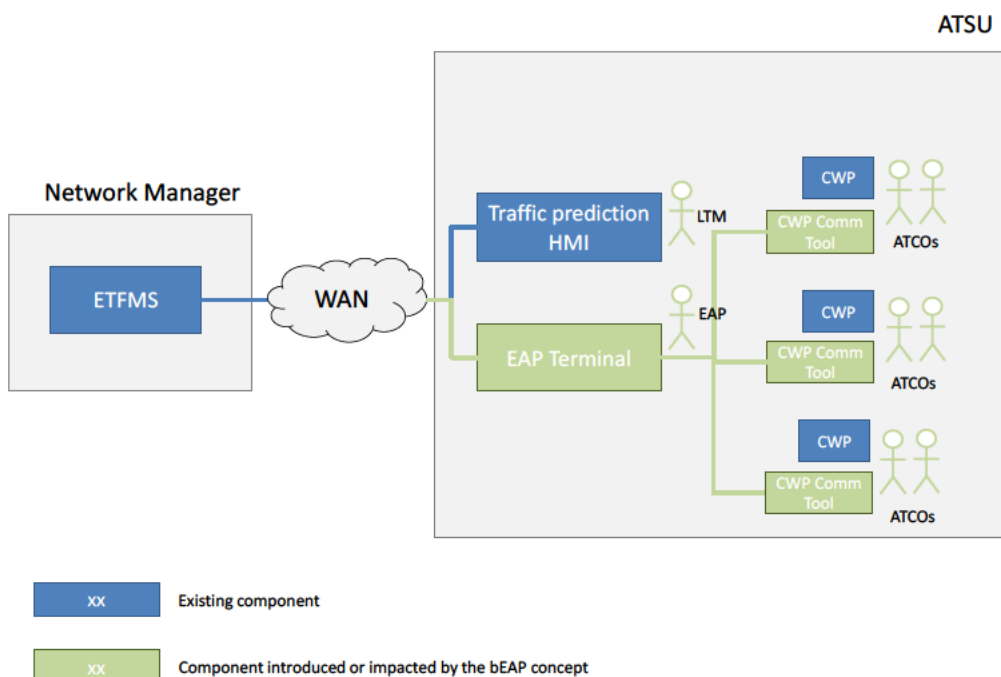 ATSU
Network Manager
ETFMS
WAN
Traffic prediction
HMI
LTM
EAP Terminal
EAP
CWP
CWP Comm
Tool
ATCOs
CWP
CWP Comm
Tool
ATCOs
CWP
CWP Comm
Tool
ATCOs
xx
Existing component
xx
Component introduced or impacted by the bEAP concept